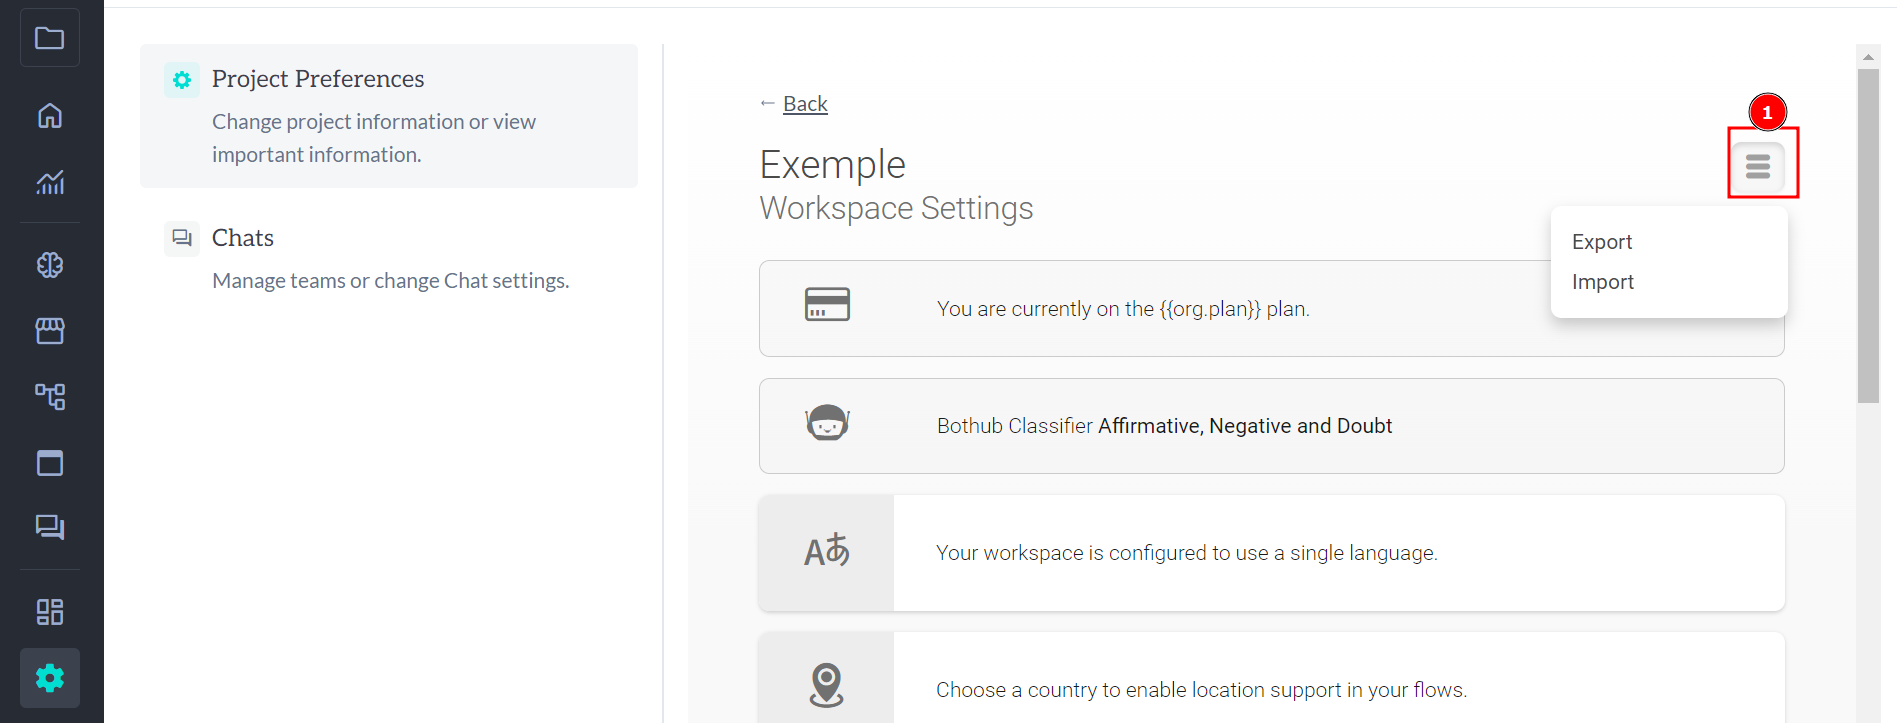 Project Preferences
Change project information or view
important information.
Chats
Manage teams or change Chat settings.
← Back
1
Exemple
Workspace Settings
Export
Import
You are currently on the {{org.plan}} plan.
Bothub Classifier Affirmative, Negative and Doubt
Aあ
Your workspace is configured to use a single language.
Choose a country to enable location support in your flows.